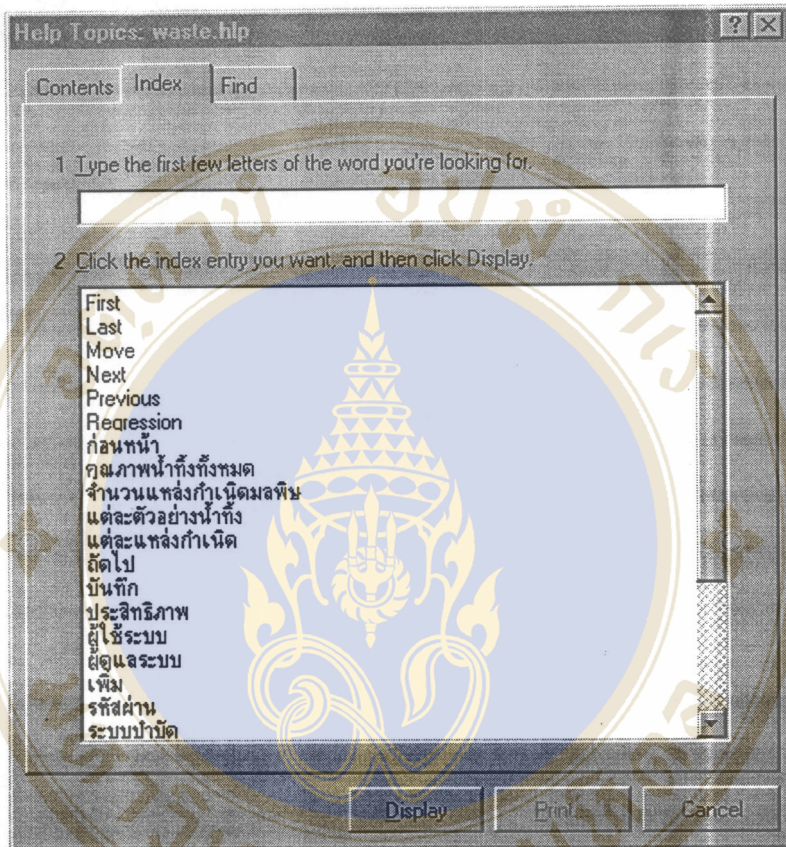 Help Topics: waste.hlp
Contents Index Find
1 Type the first few letters of the word you're looking for.
2 Click the index entry you want, and then click Display.
First
Last
Move
Next
Previous
Regression
ก่อนหน้า
คุณภาพน้ำทิ้งทั้งหมด
จำนวนแหล่งกำเนิดมลพิษ
แต่ละตัวอย่างน้ำทิ้ง
แต่ละแหล่งกำเนิด
ถัดไป
บันทึก
ประสิทธิภาพ
ผู้ใช้ระบบ
ผู้ดูแลระบบ
เพิ่ม
รหัสผ่าน
ระบบบำบัด
Display Print... Cancel